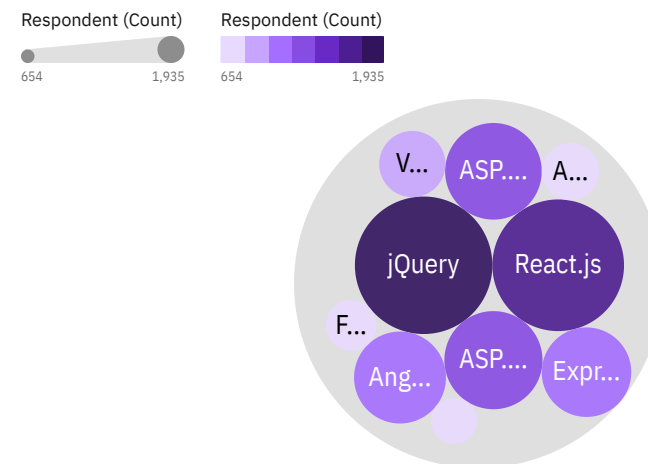 Respondent (Count) Respondent (Count)
654 1,935 654 1,935
V... ASP.... A...
jQuery React.js
F...
Ang... ASP.... Expr...